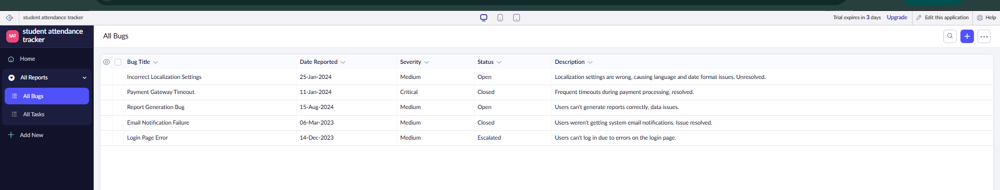 student attendance tracker
Trial expires in 3 days Upgrade Edit this application Help
SAT student attendance tracker
All Bugs
Home
All Reports
All Bugs
All Tasks
Add New
Bug Title Date Reported Severity Status Description
Incorrect Localization Settings 25-Jan-2024 Medium Open Localization settings are wrong, causing language and date format issues. Unresolved.
Payment Gateway Timeout 11-Jan-2024 Critical Closed Frequent timeouts during payment processing, resolved.
Report Generation Bug 15-Aug-2024 Medium Open Users can't generate reports correctly, data issues.
Email Notification Failure 06-Mar-2023 Medium Closed Users weren't getting system email notifications. Issue resolved.
Login Page Error 14-Dec-2023 Medium Escalated Users can't log in due to errors on the login page.